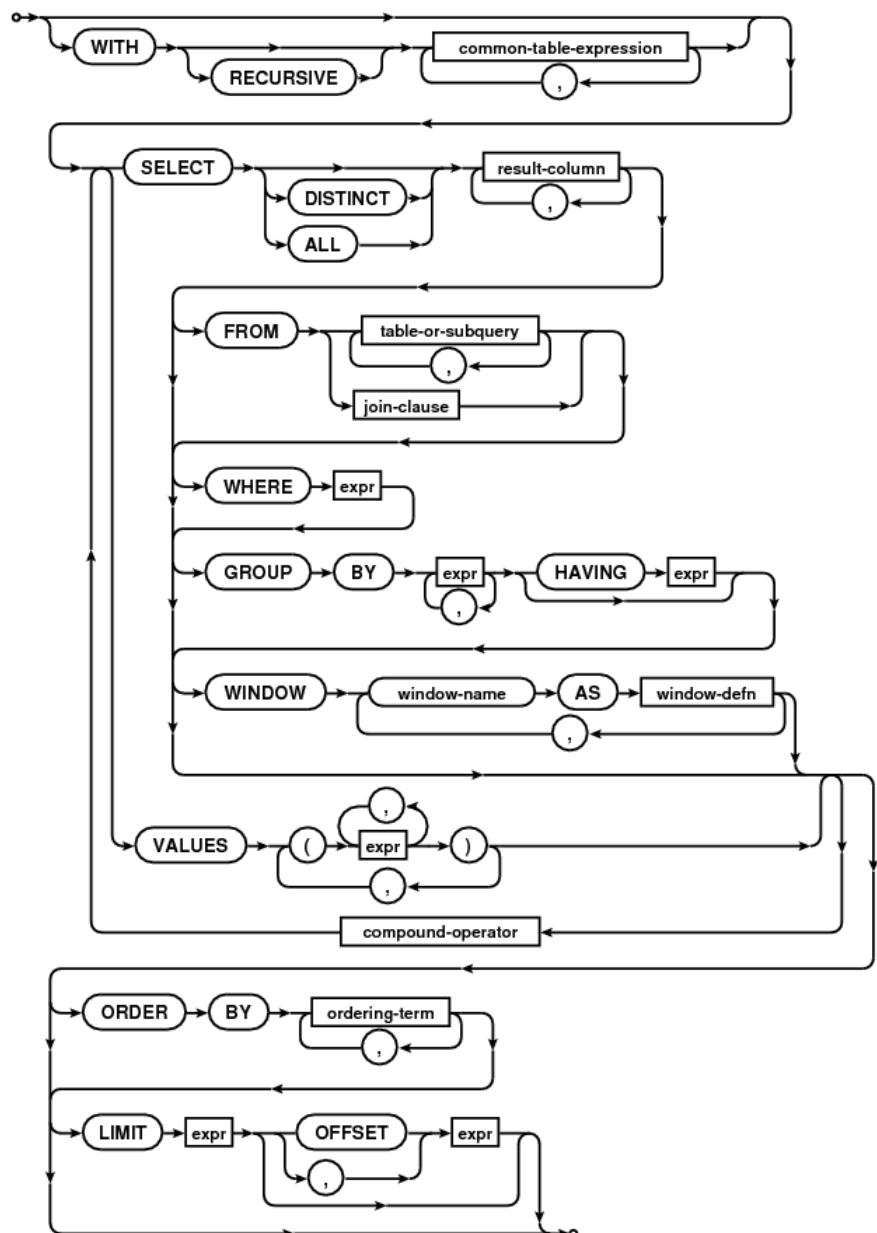 WITH RECURSIVE common-table-expression
,
SELECT DISTINCT ALL result-column
,
FROM table-or-subquery
,
join-clause
WHERE expr
GROUP BY expr HAVING expr
,
WINDOW window-name AS window-defn
,
VALUES ( expr )
,
,
compound-operator
ORDER BY ordering-term
,
LIMIT expr OFFSET expr
,